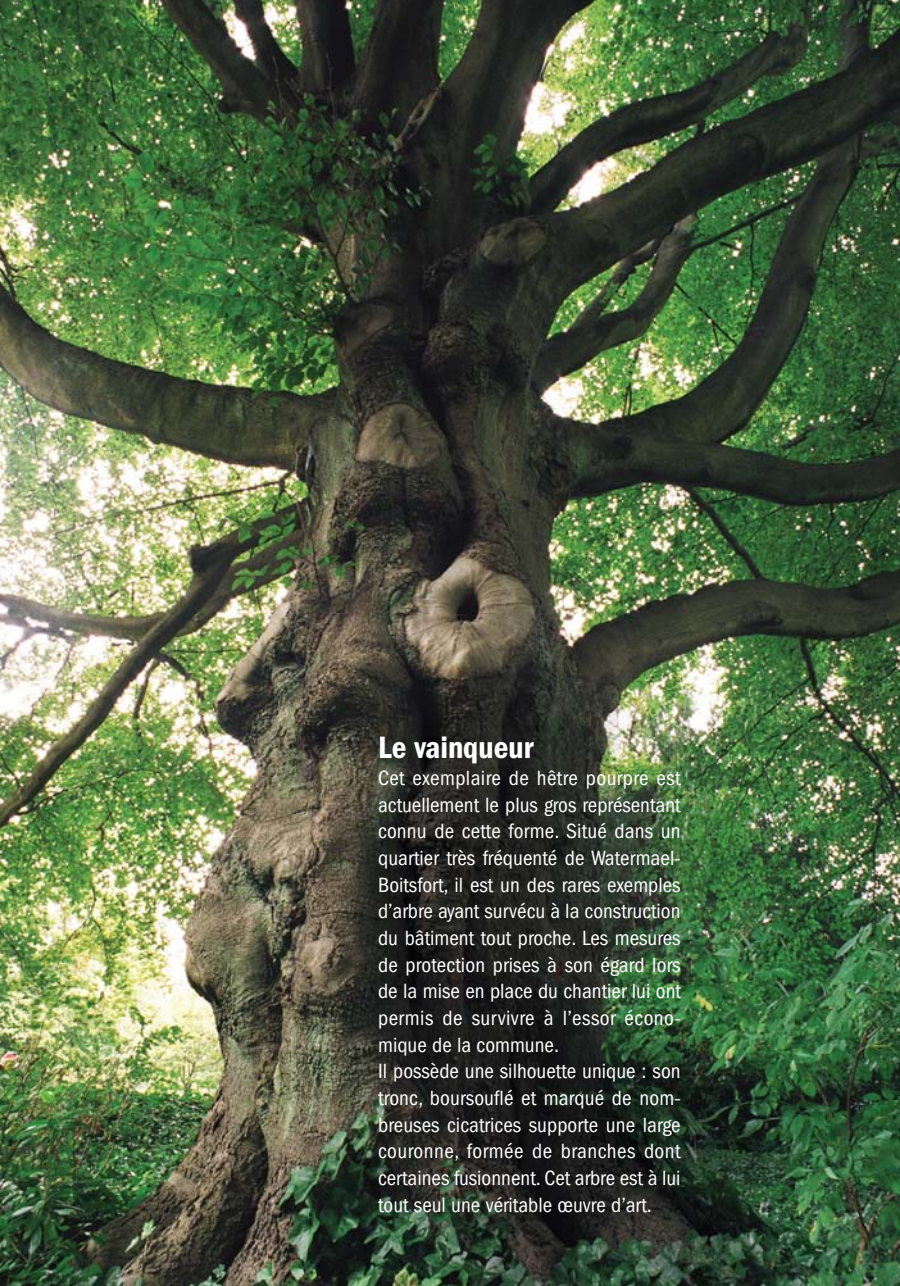 Le vainqueur
Cet exemplaire de hêtre pourpre est
actuellement le plus gros représentant
connu de cette forme. Situé dans un
quartier très fréquenté de Watermael-
Boitsfort, il est un des rares exemples
d’arbre ayant survécu à la construction
du bâtiment tout proche. Les mesures
de protection prises à son égard lors
de la mise en place du chantier lui ont
permis de survivre à l’essor écono-
mique de la commune.
Il possède une silhouette unique : son
tronc, boursouflé et marqué de nom-
breuses cicatrices supporte une large
couronne, formée de branches dont
certaines fusionnent. Cet arbre est à lui
tout seul une véritable œuvre d’art.